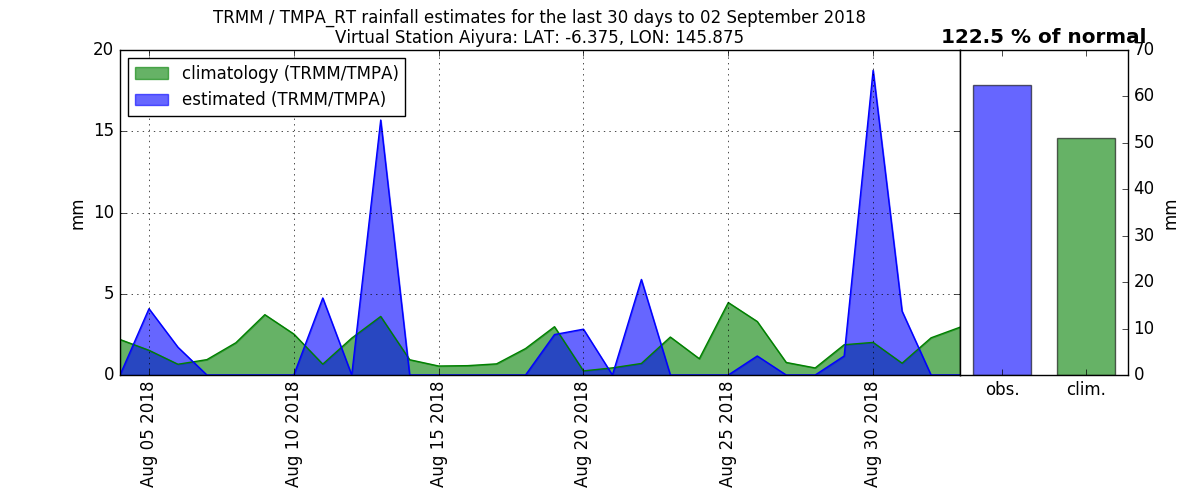 TRMM / TMPA_RT rainfall estimates for the last 30 days to 02 September 2018
Virtual Station Aiyura: LAT: -6.375, LON: 145.875
122.5 % of normal
climatology (TRMM/TMPA)
estimated (TRMM/TMPA)
20
15
10
5
0
mm
Aug 05 2018
Aug 10 2018
Aug 15 2018
Aug 20 2018
Aug 25 2018
Aug 30 2018
70
60
50
40
30
20
10
0
mm
obs.
clim.